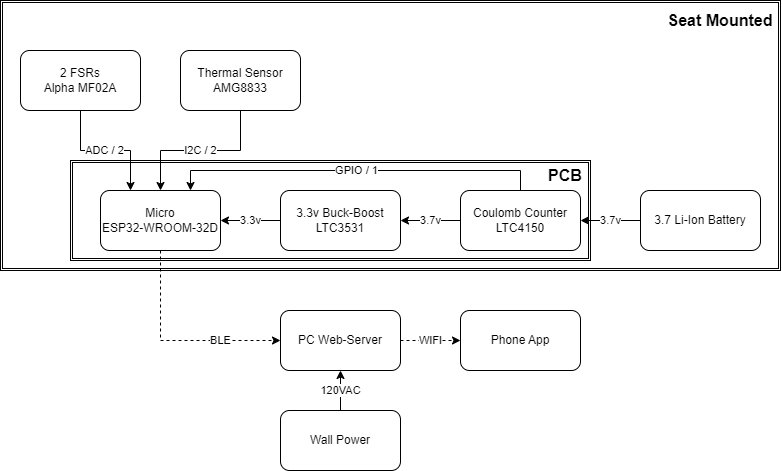 Seat Mounted
2 FSRs
Alpha MF02A
Thermal Sensor
AMG8833
ADC / 2
I2C / 2
GPIO / 1
PCB
Micro
ESP32-WROOM-32D
3.3v
3.3v Buck-Boost
LTC3531
3.7v
Coulomb Counter
LTC4150
3.7v
3.7 Li-Ion Battery
BLE
PC Web-Server
WIFI
Phone App
120VAC
Wall Power